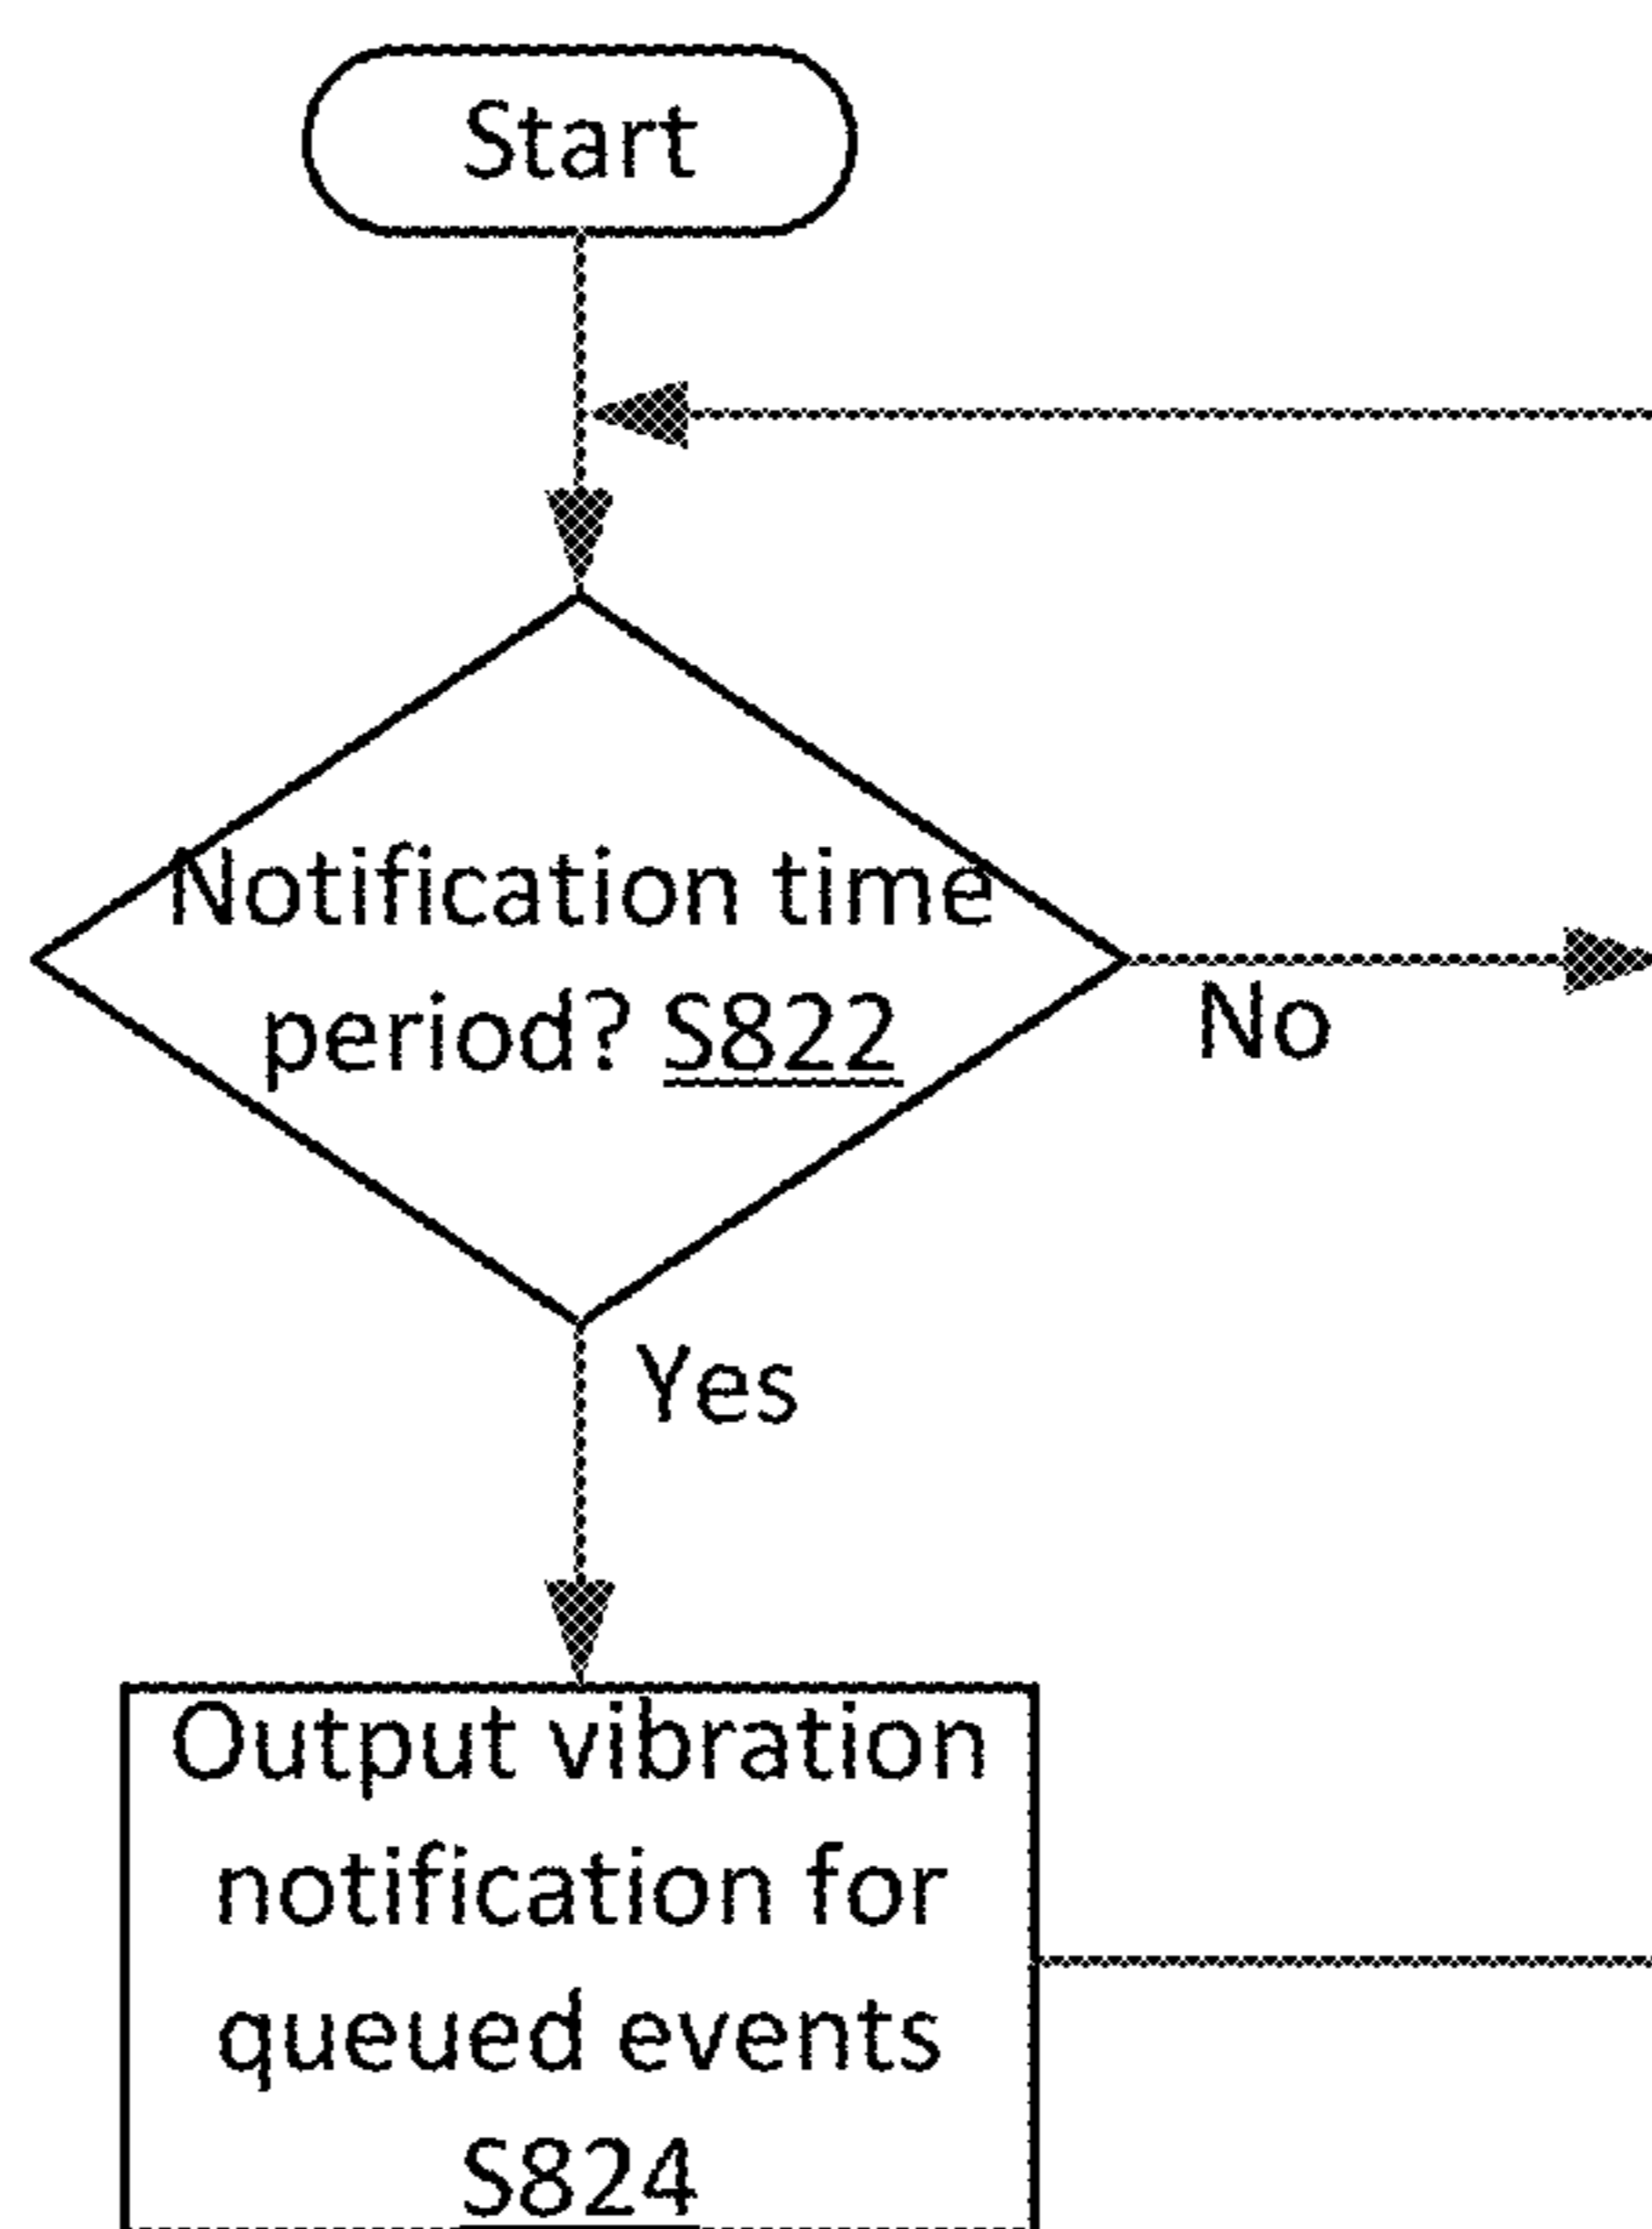 Start
Notification time
period? S822
No
Yes
Output vibration
notification for
queued events
S824